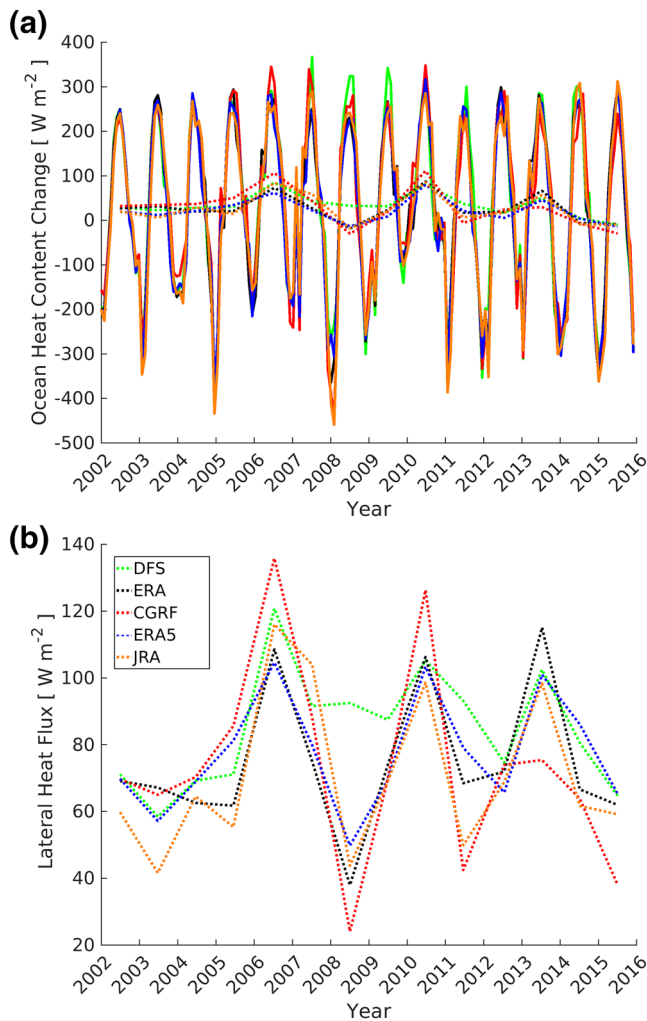 (a)
Ocean Heat Content Change [ W m-2 ]
400
300
200
100
0
-100
-200
-300
-400
-500
2002 2003 2004 2005 2006 2007 2008 2009 2010 2011 2012 2013 2014 2015 2016
Year
(b)
Lateral Heat Flux [ W m-2 ]
140
120
100
80
60
40
20
DFS
ERA
CGRF
ERA5
JRA
2002 2003 2004 2005 2006 2007 2008 2009 2010 2011 2012 2013 2014 2015 2016
Year